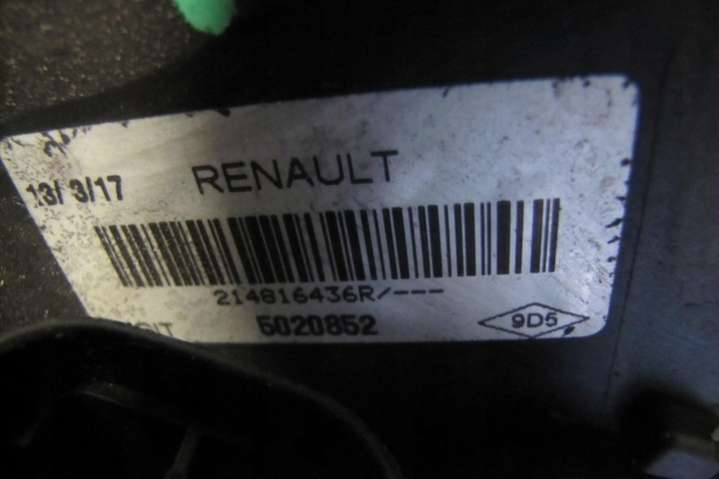 RENAULT
13/ 3/17
214816436R/---
5020852
9D5